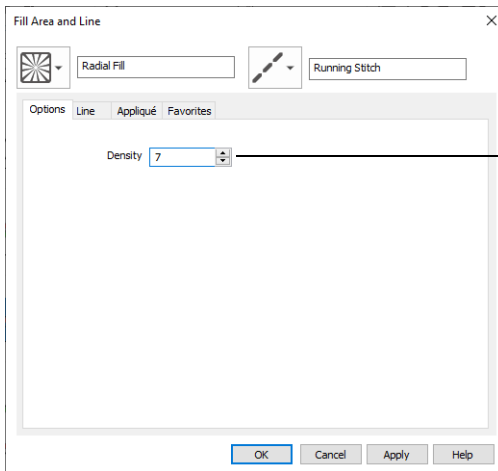 Fill Area and Line
Radial Fill
Running Stitch
Options Line Appliqué Favorites
Density 7
OK Cancel Apply Help